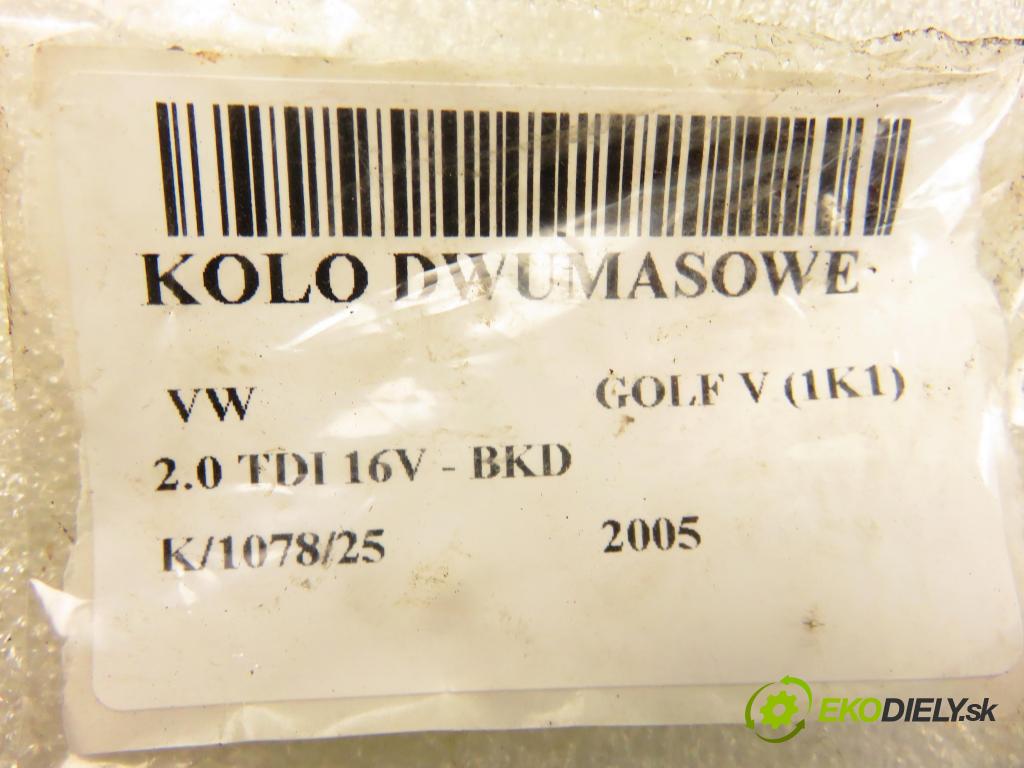 KOLO DWUMASOWE
VW GOLF V (1K1)
2.0 TDI 16V - BKD
K/1078/25 2005
EKODIELY.sk